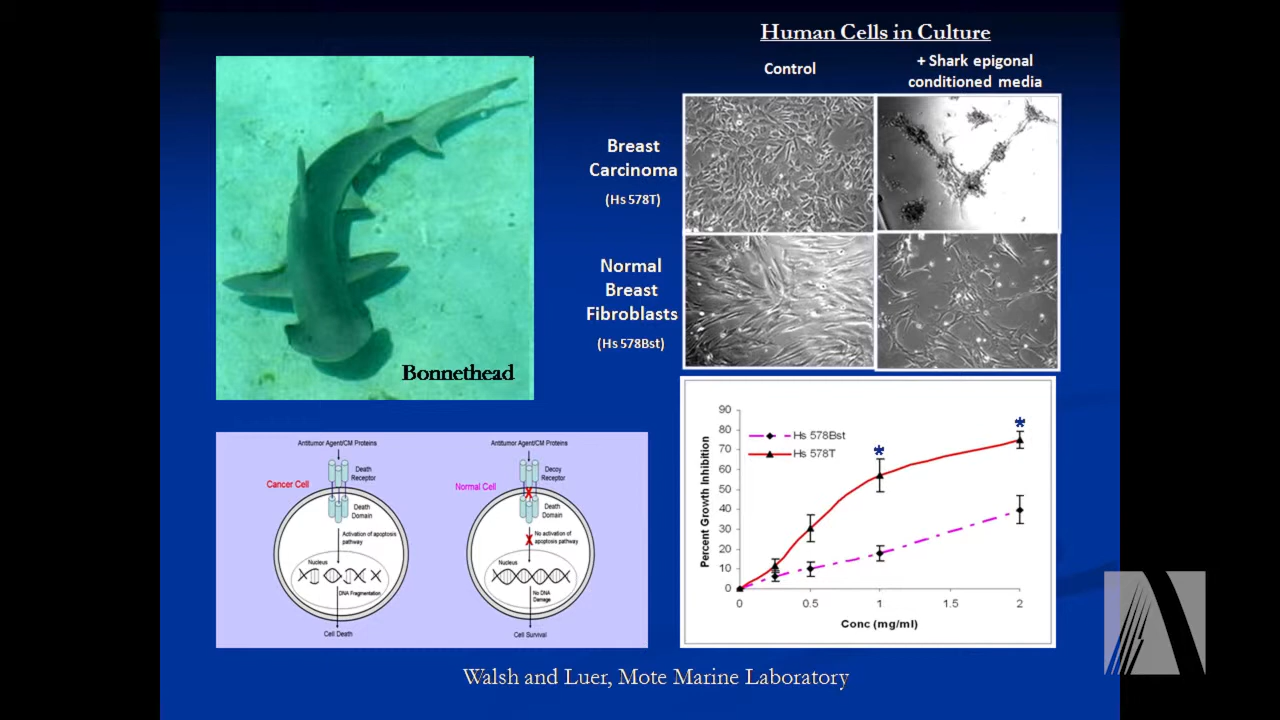 Human Cells in Culture
Control
+ Shark epigonal
conditioned media
Breast
Carcinoma
(Hs 578T)
Normal
Breast
Fibroblasts
(Hs 578Bst)
Bonnethead
Antitumor Agent/CM Proteins
Death
Receptor
Cancer Cell
Death
Domain
Activation of apoptosis
pathway
Nucleus
DNA Fragmentation
Cell Death
Antitumor Agent/CM Proteins
Decoy
Receptor
Normal Cell
Death
Domain
No activation of
apoptosis pathway
Nucleus
No DNA
Damage
Cell Survival
Percent Growth Inhibition
90
80
70
60
50
40
30
20
10
0
Hs 578Bst
Hs 578T
*
*
0
0.5
1
1.5
2
Conc (mg/ml)
Walsh and Luer, Mote Marine Laboratory